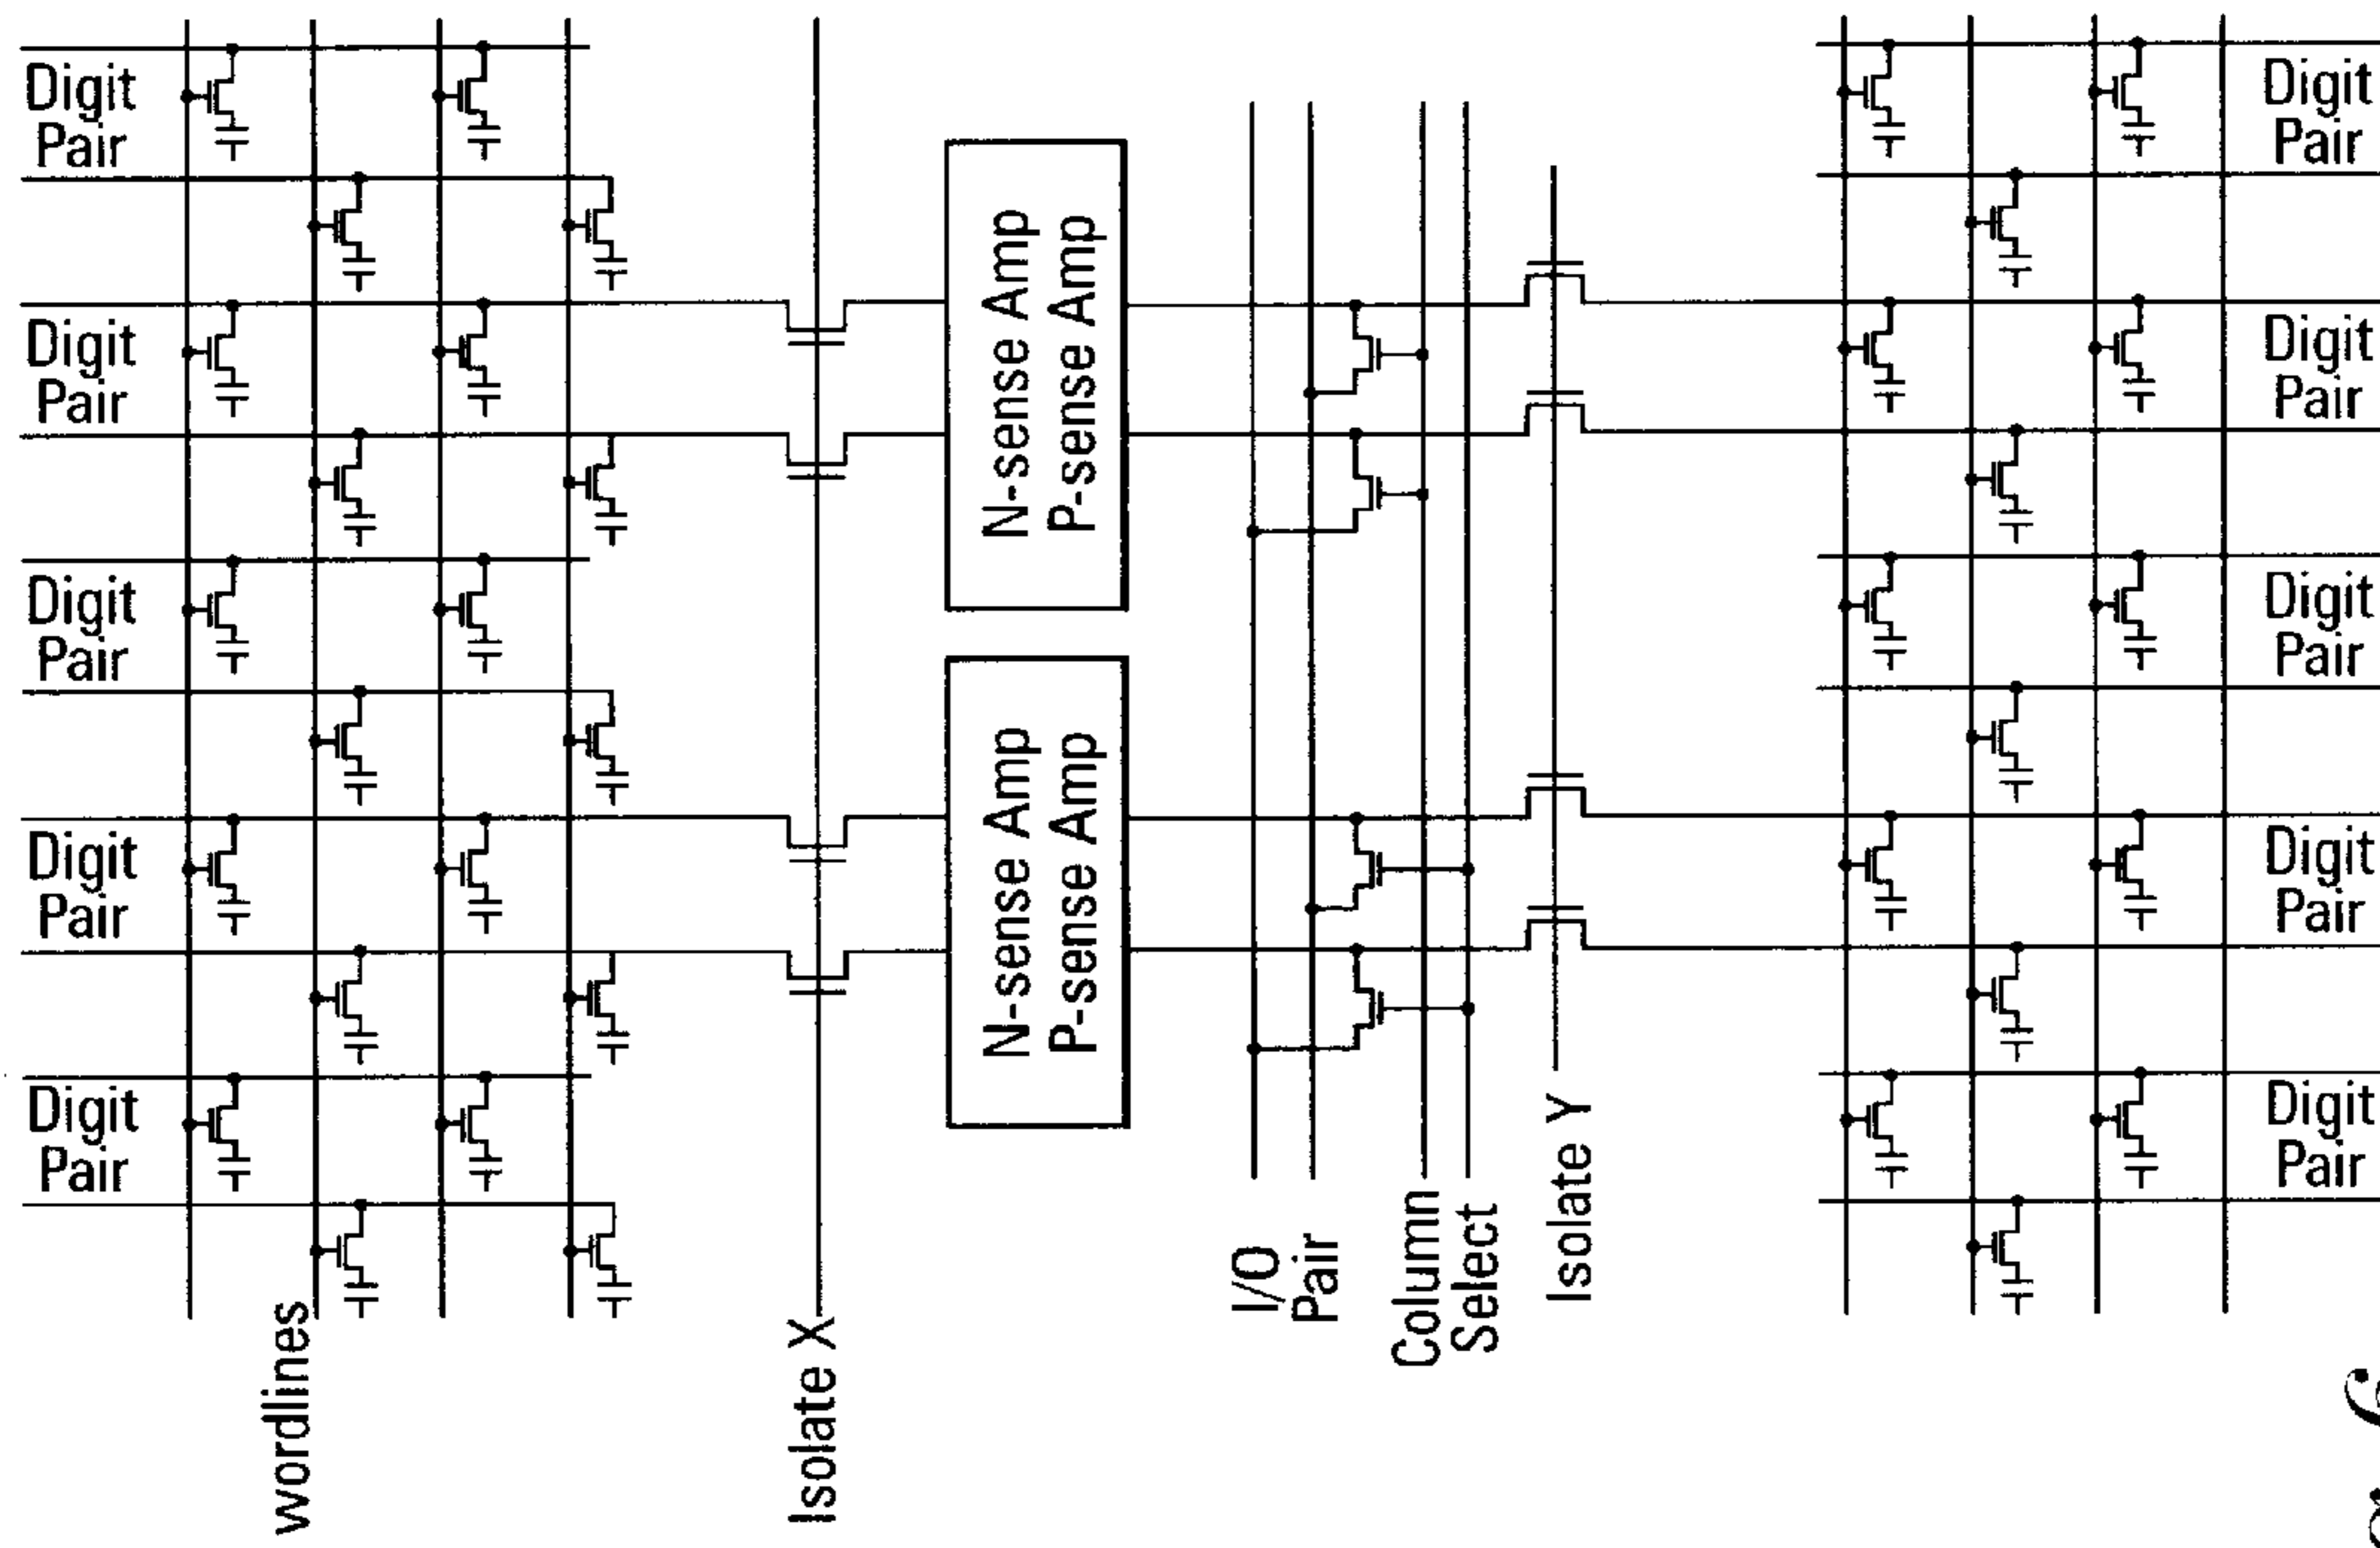 Digit
Pair
Digit
Pair
Digit
Pair
Digit
Pair
Digit
Pair
wordlines
Isolate X
N-sense Amp
P-sense Amp
N-sense Amp
P-sense Amp
I/O
Pair
Column
Select
Isolate Y
Digit
Pair
Digit
Pair
Digit
Pair
Digit
Pair
Digit
Pair